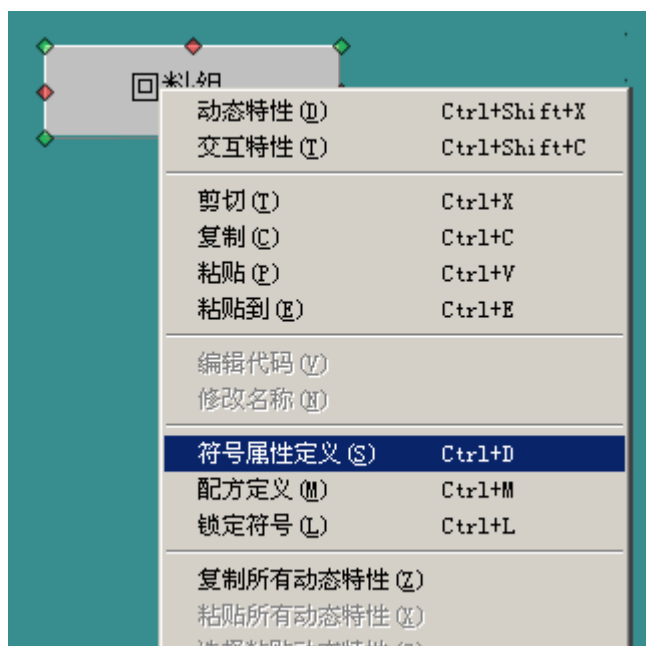 回料组
动态特性(D) Ctrl+Shift+X
交互特性(T) Ctrl+Shift+C
剪切(T) Ctrl+X
复制(C) Ctrl+C
粘贴(P) Ctrl+V
粘贴到(E) Ctrl+E
编辑代码(V)
修改名称(N)
符号属性定义(S) Ctrl+D
配方定义(M) Ctrl+M
锁定符号(L) Ctrl+L
复制所有动态特性(Z)
粘贴所有动态特性(X)